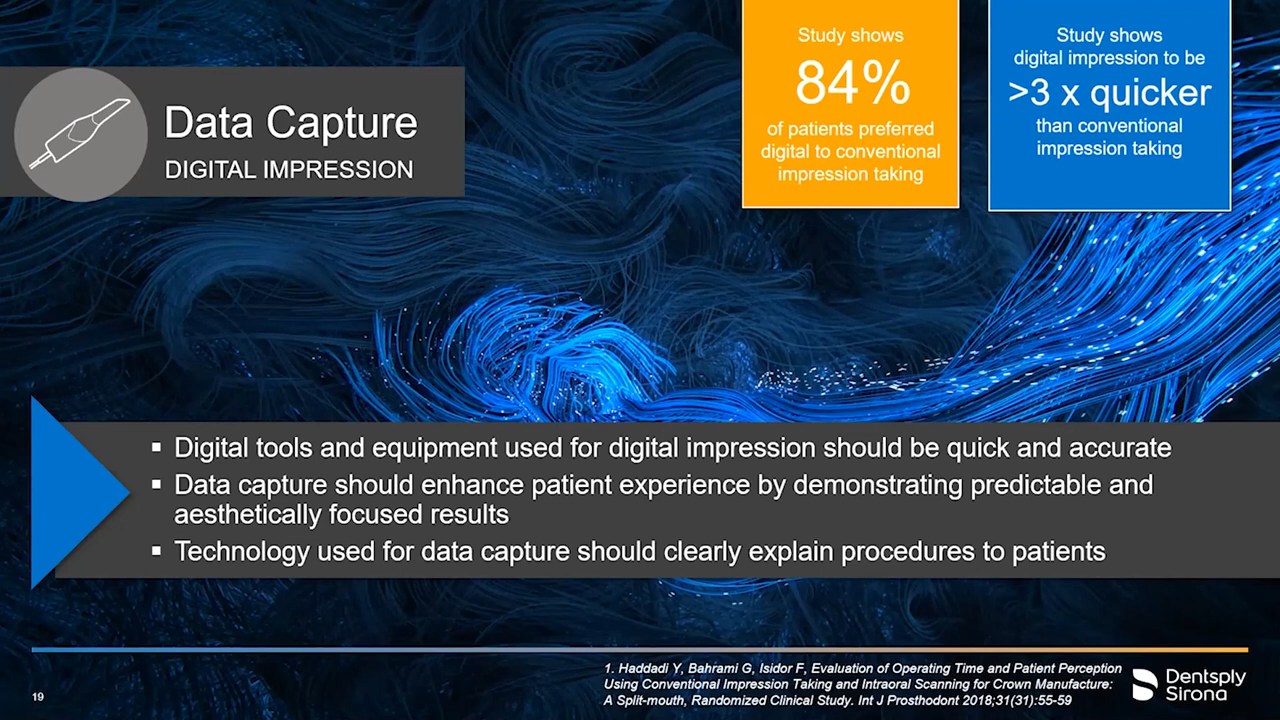 Data Capture
DIGITAL IMPRESSION
Study shows
84%
of patients preferred
digital to conventional
impression taking
Study shows
digital impression to be
>3 x quicker
than conventional
impression taking
▪ Digital tools and equipment used for digital impression should be quick and accurate
▪ Data capture should enhance patient experience by demonstrating predictable and
aesthetically focused results
▪ Technology used for data capture should clearly explain procedures to patients
19
1. Haddadi Y, Bahrami G, Isidor F, Evaluation of Operating Time and Patient Perception
Using Conventional Impression Taking and Intraoral Scanning for Crown Manufacture:
A Split-mouth, Randomized Clinical Study. Int J Prosthodont 2018;31(31):55-59
Dentsply
Sirona